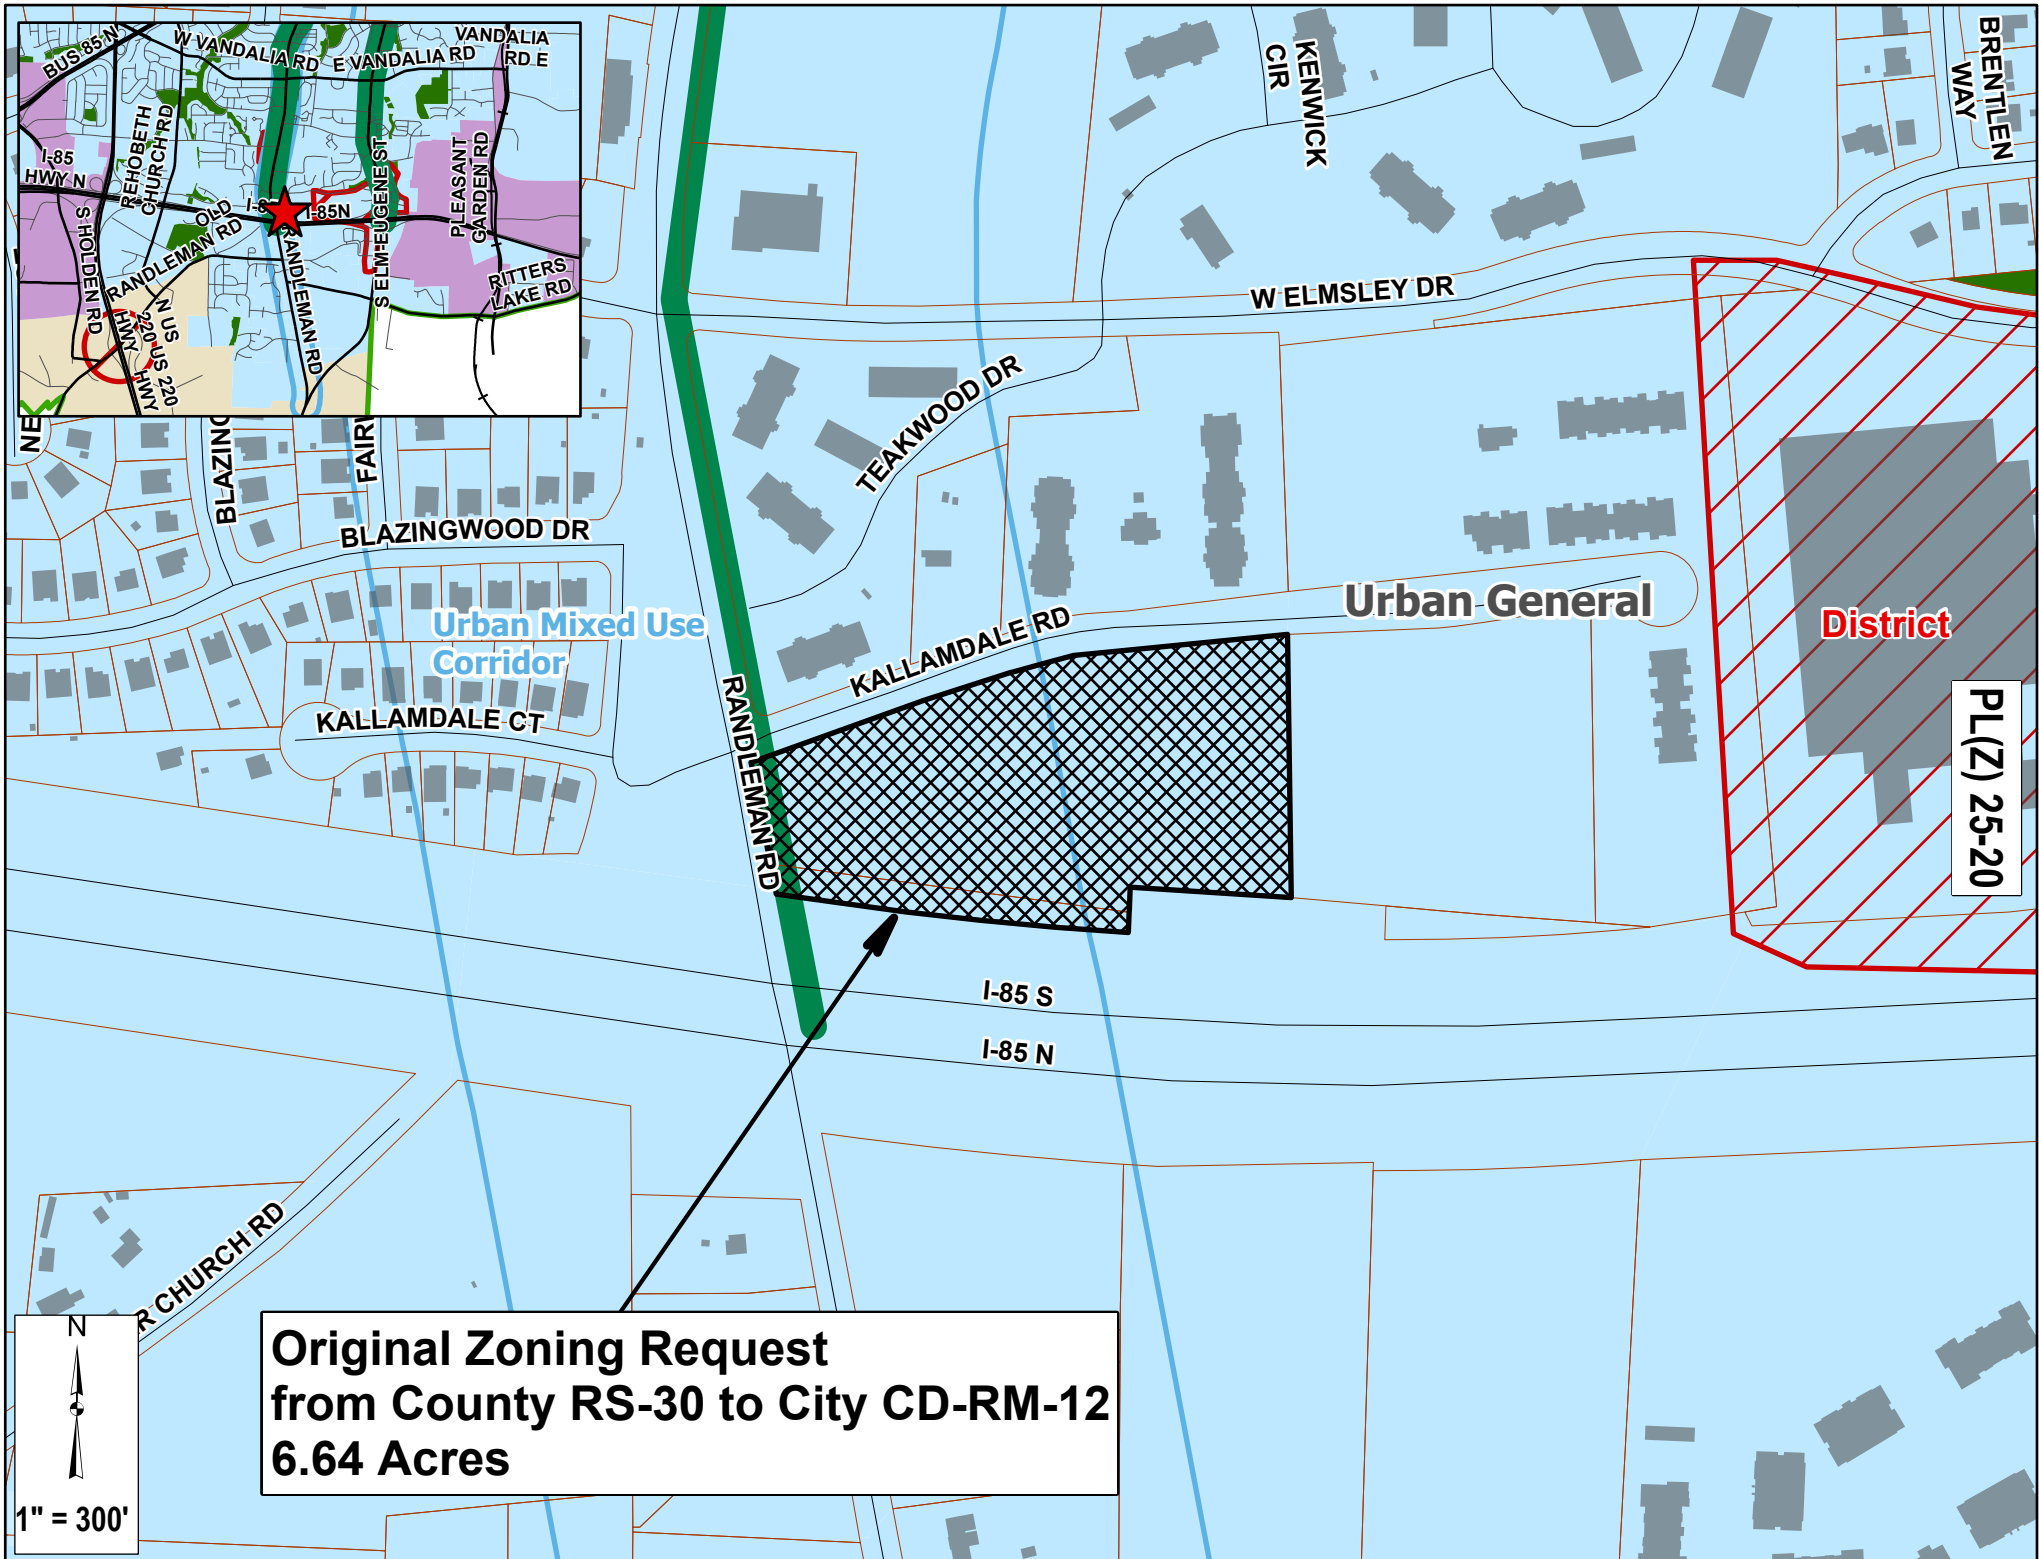 BUS 85 N
W VANDALIA RD
E VANDALIA RD
VANDALIA
RD E
I-85
HWY N
REHOBETH
CHURCH RD
S HOLDEN RD
OLD
RANDLEMAN RD
I-85N
S ELM-EUGENE ST
PLEASANT
GARDEN RD
RITTERS
LAKE RD
RANDLEMAN RD
N US
220 US 220
HWY
HWY
KENWICK
CIR
BRENTLEN
WAY
W ELMSLEY DR
TEAKWOOD DR
NE
BLAZING
FAIR
BLAZINGWOOD DR
Urban Mixed Use
Corridor
KALLAMDALE CT
KALLAMDALE RD
RANDLEMAN RD
Urban General
District
PL(Z) 25-20
I-85 S
I-85 N
R CHURCH RD
Original Zoning Request
from County RS-30 to City CD-RM-12
6.64 Acres
N
1" = 300'